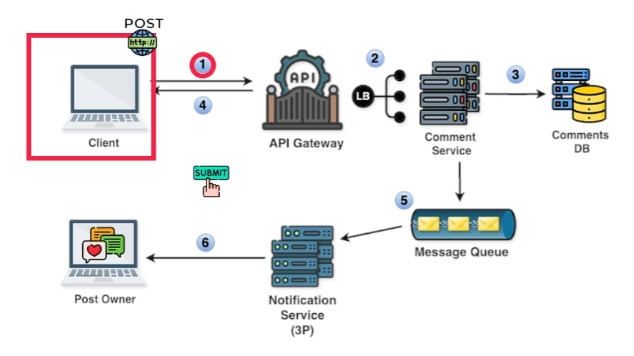 POST
http://
1
2
API
3
4
LB
Client
API Gateway
Comment
Service
Comments
DB
SUBMIT
5
6
Message Queue
Post Owner
Notification
Service
(3P)